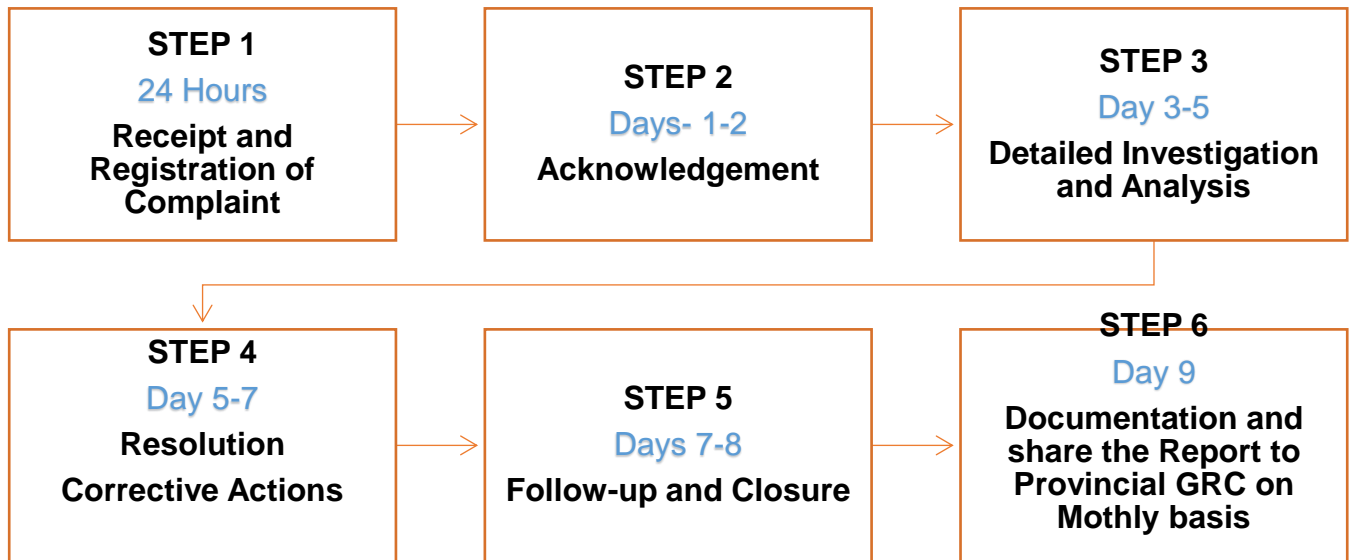 STEP 1
24 Hours
Receipt and
Registration of
Complaint
STEP 2
Days- 1-2
Acknowledgement
STEP 3
Day 3-5
Detailed Investigation
and Analysis
STEP 4
Day 5-7
Resolution
Corrective Actions
STEP 5
Days 7-8
Follow-up and Closure
STEP 6
Day 9
Documentation and
share the Report to
Provincial GRC on
Mothly basis